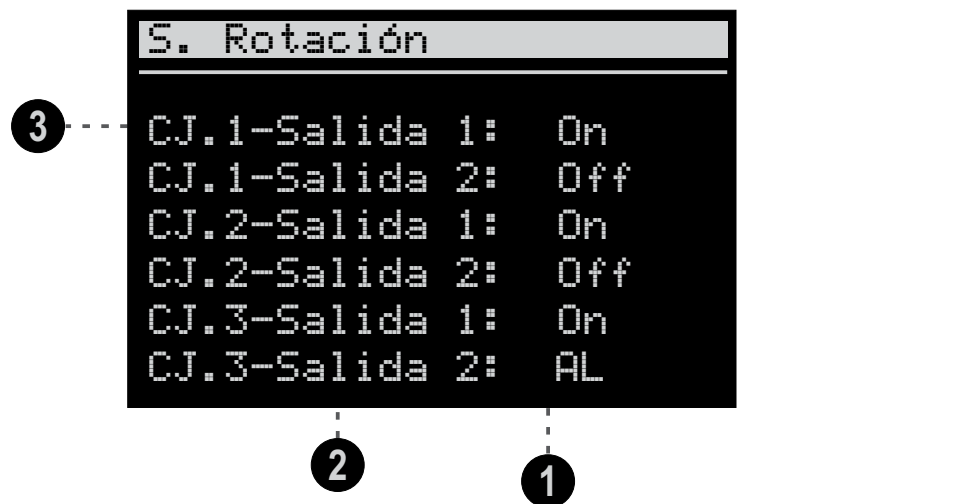 S. Rotación
3
CJ.1-Salida 1: On
CJ.1-Salida 2: Off
CJ.2-Salida 1: On
CJ.2-Salida 2: Off
CJ.3-Salida 1: On
CJ.3-Salida 2: AL
2
1